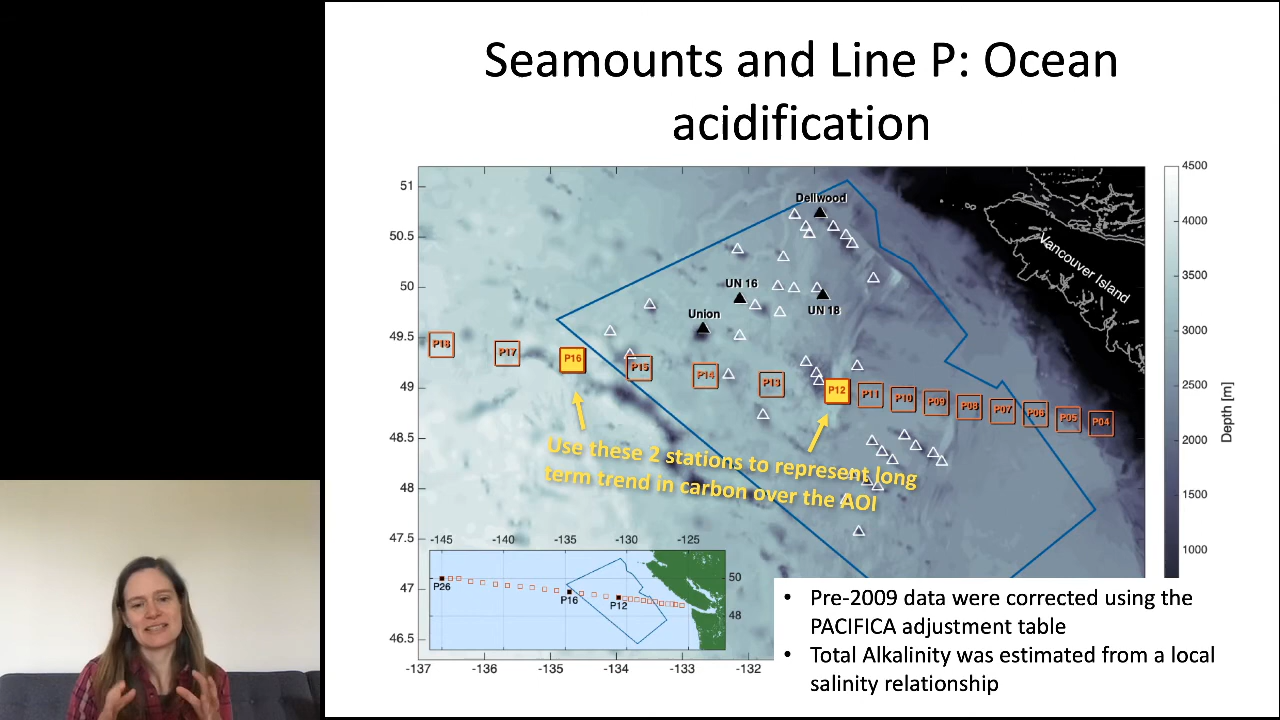 Seamounts and Line P: Ocean
acidification
51
50.5
50
49.5
49
48.5
48
47.5
47
46.5
-137
-136
-135
-134
-133
-132
Dellwood
UN 16
UN 18
Union
Vancouver Island
P18
P17
P16
P15
P14
P13
P12
P11
P10
P09
P08
P07
P06
P05
P04
Use these 2 stations to represent long
term trend in carbon over the AOI
-145
-140
-135
-130
-125
50
48
P26
P16
P12
4500
4000
3500
3000
2500
2000
1500
1000
Depth [m]
• Pre-2009 data were corrected using the
PACIFICA adjustment table
• Total Alkalinity was estimated from a local
salinity relationship